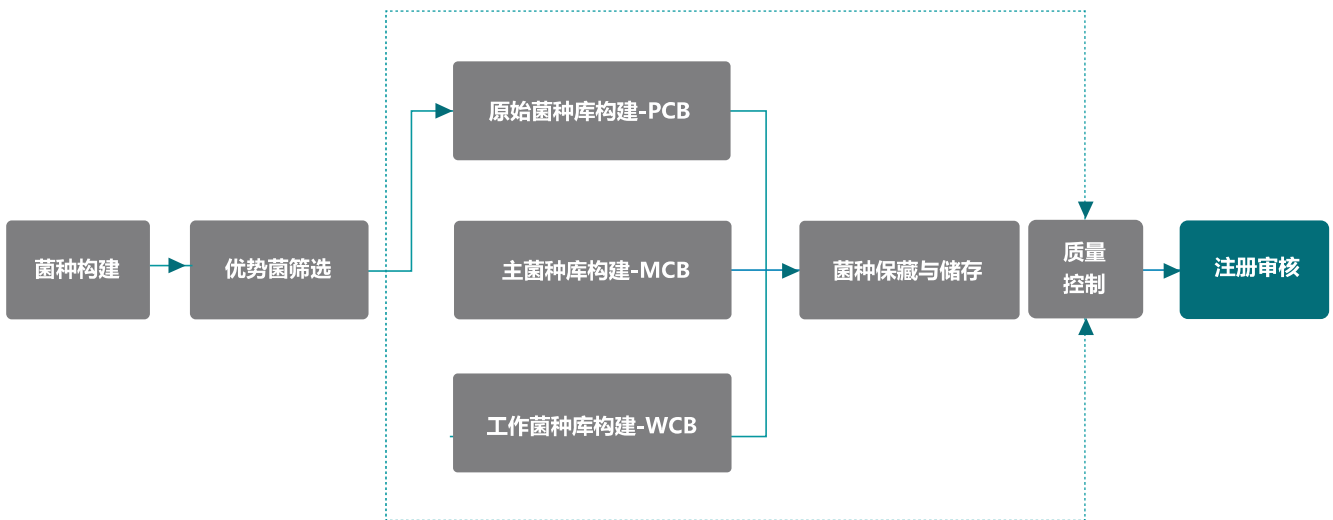 菌种构建
优势菌筛选
原始菌种库构建-PCB
主菌种库构建-MCB
工作菌种库构建-WCB
菌种保藏与储存
质量
控制
注册审核